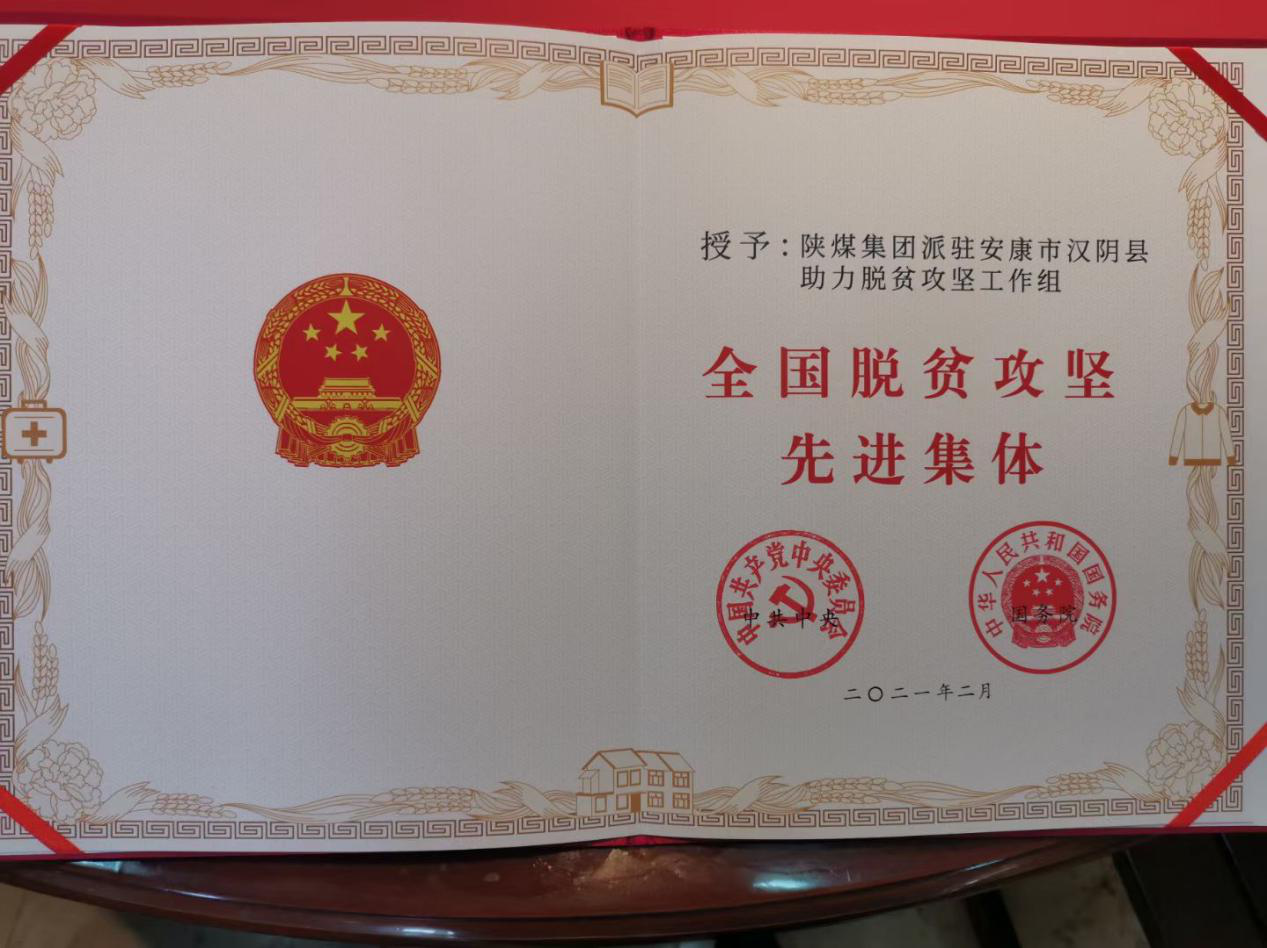 授予：陕煤集团派驻安康市汉阴县
助力脱贫攻坚工作组
全国脱贫攻坚
先进集体
中国共产党中央委员会
中共中央
中华人民共和国国务院
国务院
二〇二一年二月